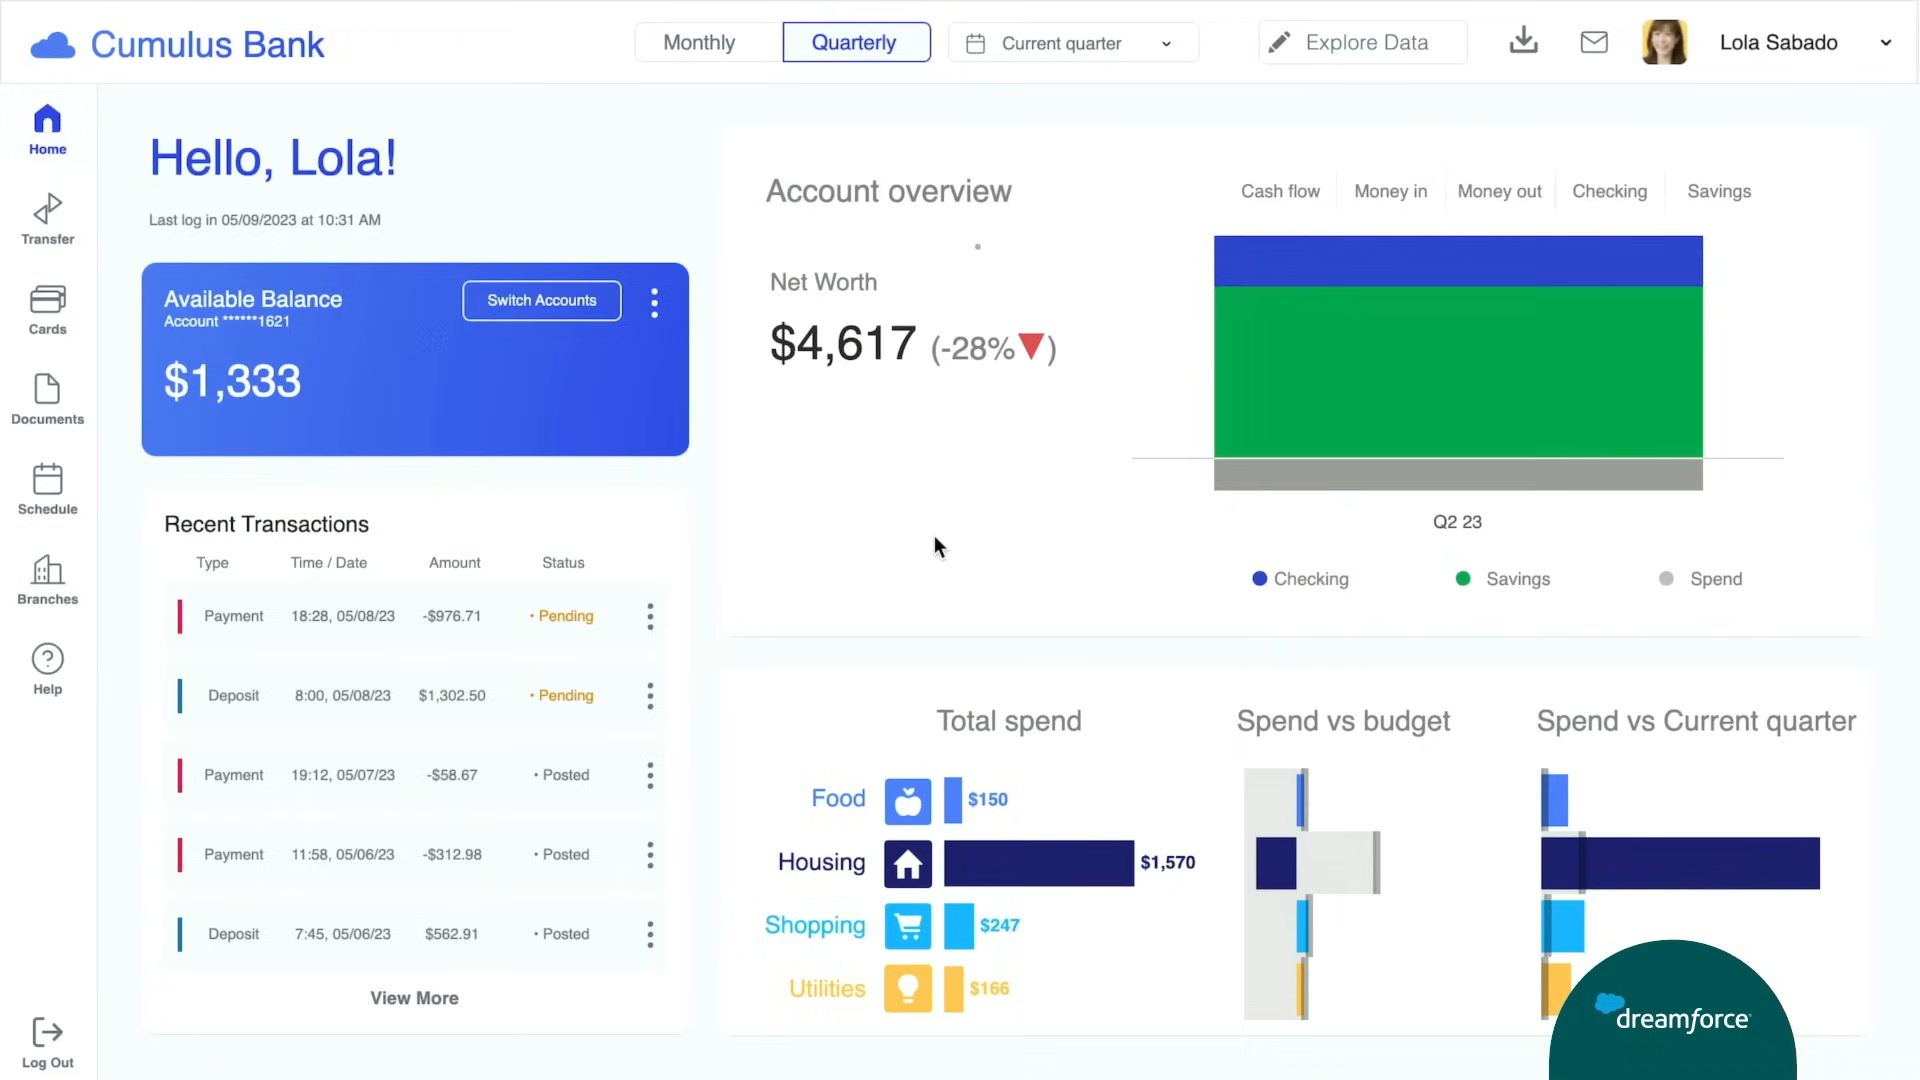 Cumulus Bank
Monthly
Quarterly
Current quarter
Explore Data
Lola Sabado
Home
Transfer
Cards
Documents
Schedule
Branches
Help
Log Out
Hello, Lola!
Last log in 05/09/2023 at 10:31 AM
Available Balance
Account ******1621
Switch Accounts
$1,333
Recent Transactions
Type Time / Date Amount Status
Payment 18:28, 05/08/23 -$976.71 • Pending
Deposit 8:00, 05/08/23 $1,302.50 • Pending
Payment 19:12, 05/07/23 -$58.67 • Posted
Payment 11:58, 05/06/23 -$312.98 • Posted
Deposit 7:45, 05/06/23 $562.91 • Posted
View More
Account overview
Cash flow Money in Money out Checking Savings
Net Worth
$4,617 (-28%▼)
Q2 23
Checking Savings Spend
Total spend
Food $150
Housing $1,570
Shopping $247
Utilities $166
Spend vs budget
Spend vs Current quarter
dreamforce